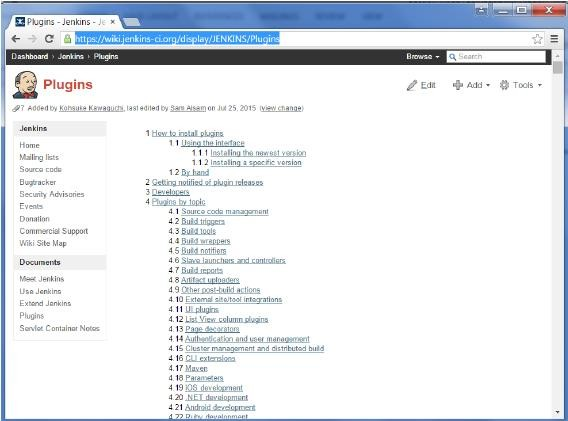 Plugins - Jenkins - Je
https://wiki.jenkins-ci.org/display/JENKINS/Plugins
Dashboard › Jenkins › Plugins
Browse
Search
Plugins
Edit
Add
Tools
7 Added by Kohsuke Kawaguchi, last edited by Sam Alsam on Jul 25, 2015 (view change)
Jenkins
Home
Mailing lists
Source code
Bugtracker
Security Advisories
Events
Donation
Commercial Support
Wiki Site Map
Documents
Meet Jenkins
Use Jenkins
Extend Jenkins
Plugins
Servlet Container Notes
1 How to install plugins
1.1 Using the interface
1.1.1 Installing the newest version
1.1.2 Installing a specific version
1.2 By hand
2 Getting notified of plugin releases
3 Developers
4 Plugins by topic
4.1 Source code management
4.2 Build triggers
4.3 Build tools
4.4 Build wrappers
4.5 Build notifiers
4.6 Slave launchers and controllers
4.7 Build reports
4.8 Artifact uploaders
4.9 Other post-build actions
4.10 External site/tool integrations
4.11 UI plugins
4.12 List View column plugins
4.13 Page decorators
4.14 Authentication and user management
4.15 Cluster management and distributed build
4.16 CLI extensions
4.17 Maven
4.18 Parameters
4.19 iOS development
4.20 .NET development
4.21 Android development
4.22 Ruby development